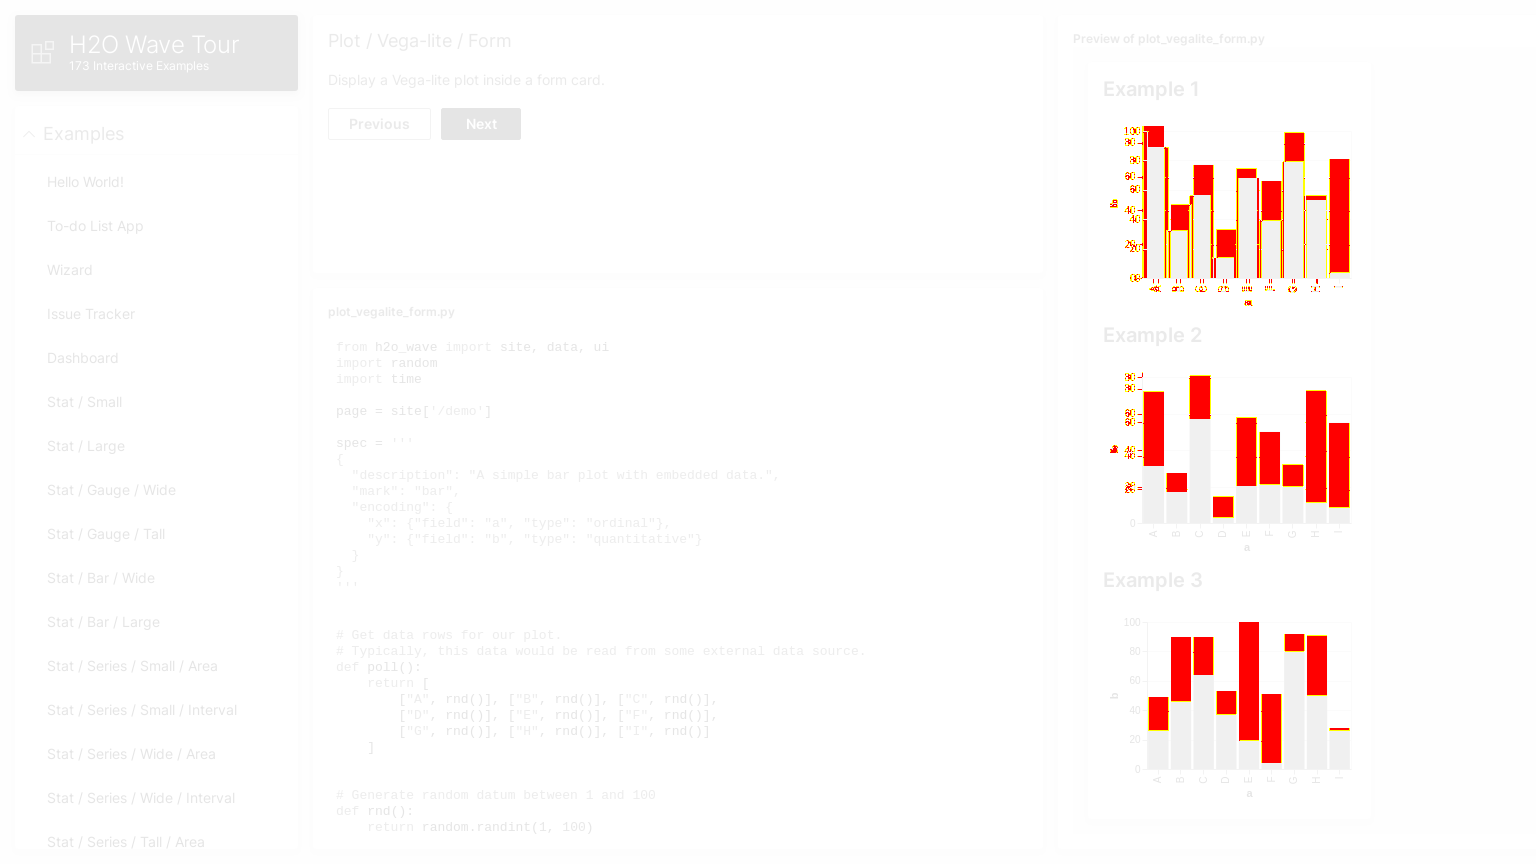 H2O Wave Tour
173 Interactive Examples
Examples
Hello World!
To-do List App
Wizard
Issue Tracker
Dashboard
Stat / Small
Stat / Large
Stat / Gauge / Wide
Stat / Gauge / Tall
Stat / Bar / Wide
Stat / Bar / Large
Stat / Series / Small / Area
Stat / Series / Small / Interval
Stat / Series / Wide / Area
Stat / Series / Wide / Interval
Stat / Series / Tall / Area
Plot / Vega-lite / Form
Display a Vega-lite plot inside a form card.
Previous
Next
plot_vegalite_form.py
from h2o_wave import site, data, ui
import random
import time
page = site['/demo']
spec = '''
{
"description": "A simple bar plot with embedded data.",
"mark": "bar",
"encoding": {
"x": {"field": "a", "type": "ordinal"},
"y": {"field": "b", "type": "quantitative"}
}
}
'''
# Get data rows for our plot.
# Typically, this data would be read from some external data source.
def poll():
return [
["A", rnd()], ["B", rnd()], ["C", rnd()],
["D", rnd()], ["E", rnd()], ["F", rnd()],
["G", rnd()], ["H", rnd()], ["I", rnd()]
]
# Generate random datum between 1 and 100
def rnd():
return random.randint(1, 100)
Preview of plot_vegalite_form.py
Example 1
100
Example 2
0
A B C D E F G H I
a
Example 3
100
80
60
40
20
0
b
A B C D E F G H I
a